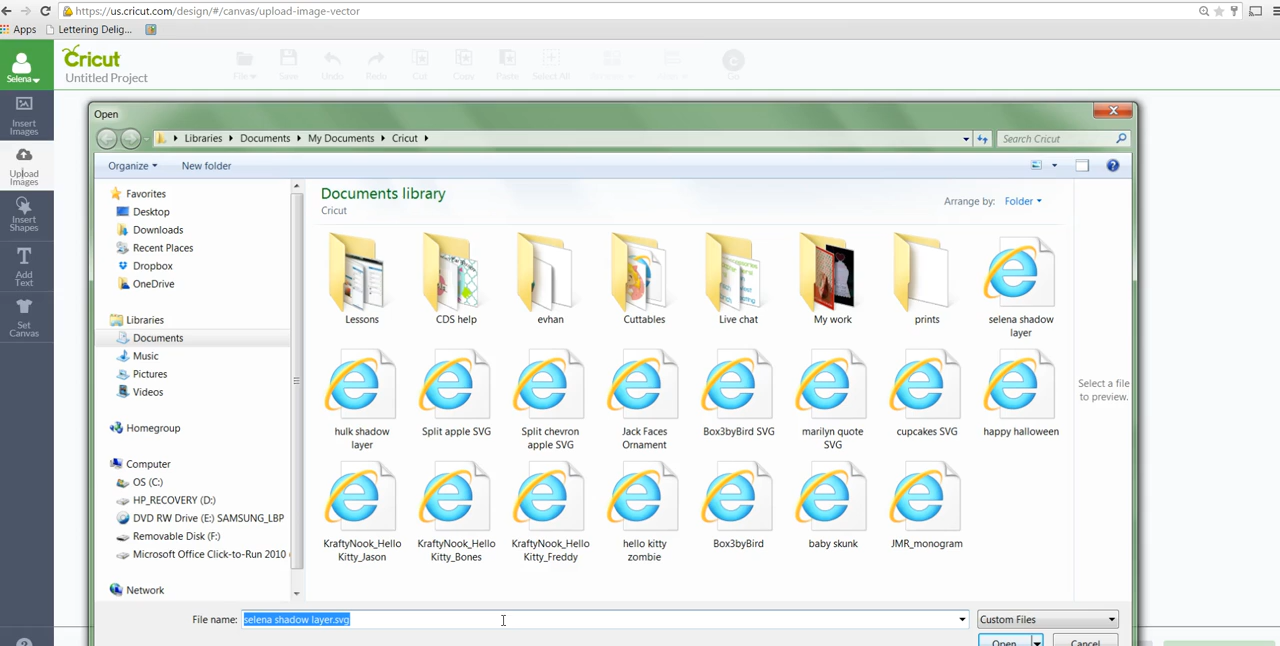 https://us.cricut.com/design/#/canvas/upload-image-vector
Apps Lettering Delig...
Selena
Cricut
Untitled Project
File Save Undo Redo Cut Copy Paste Select All Go
Insert
Images
Upload
Images
Insert
Shapes
Add
Text
Set
Canvas
Open
Libraries Documents My Documents Cricut
Search Cricut
Organize New folder
Favorites
Desktop
Downloads
Recent Places
Dropbox
OneDrive
Libraries
Documents
Music
Pictures
Videos
Homegroup
Computer
OS (C:)
HP_RECOVERY (D:)
DVD RW Drive (E:) SAMSUNG_LBP
Removable Disk (F:)
Microsoft Office Click-to-Run 2010
Network
Documents library
Cricut
Arrange by: Folder
Lessons CDS help evhan Cuttables Live chat My work prints selena shadow
layer
hulk shadow
layer
Split apple SVG
Split chevron
apple SVG
Jack Faces
Ornament
Box3byBird SVG
marilyn quote
SVG
cupcakes SVG
happy halloween
KraftyNook_Hello
Kitty_Jason
KraftyNook_Hello
Kitty_Bones
KraftyNook_Hello
Kitty_Freddy
hello kitty
zombie
Box3byBird
baby skunk
JMR_monogram
Select a file
to preview.
File name: selena shadow layer.svg
Custom Files
Open Cancel